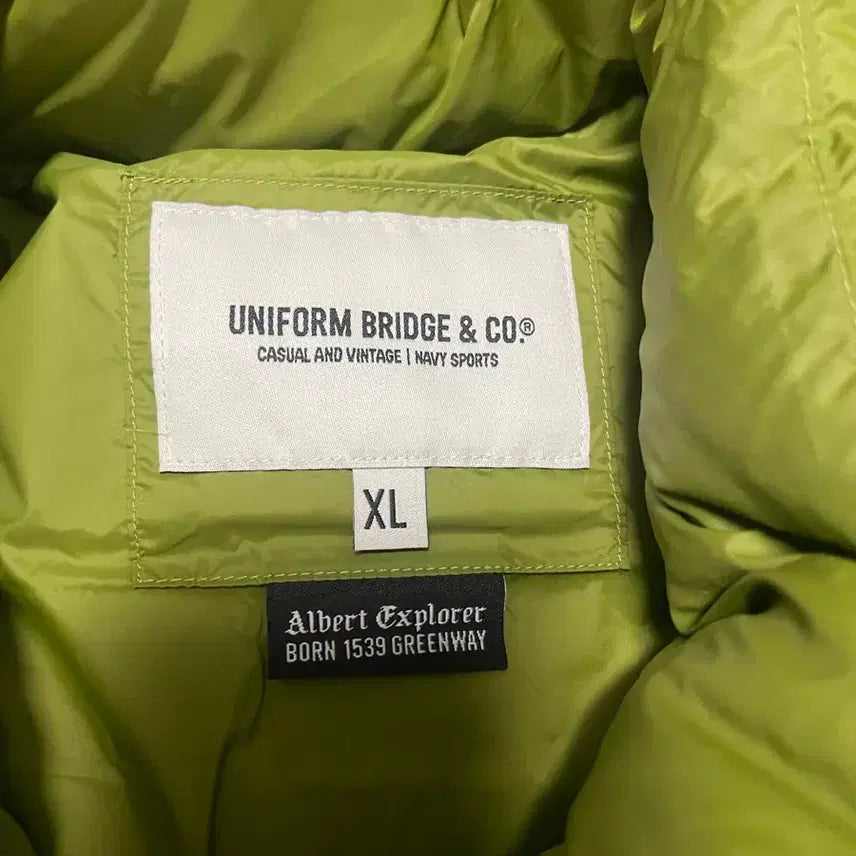 UNIFORM BRIDGE & CO.®
CASUAL AND VINTAGE | NAVY SPORTS
XL
Albert Explorer
BORN 1539 GREENWAY